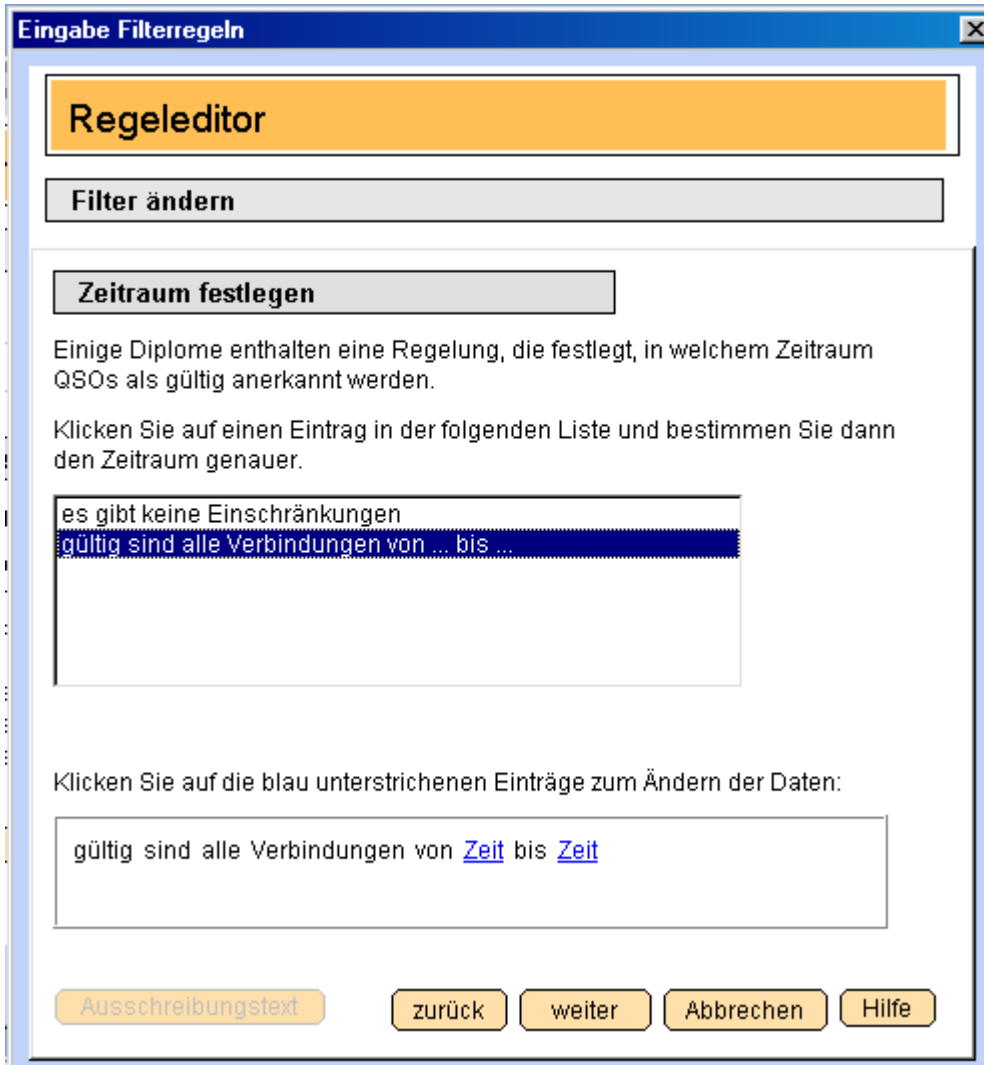 Eingabe Filterregeln
Regeleditor
Filter ändern
Zeitraum festlegen
Einige Diplome enthalten eine Regelung, die festlegt, in welchem Zeitraum
QSOs als gültig anerkannt werden.
Klicken Sie auf einen Eintrag in der folgenden Liste und bestimmen Sie dann
den Zeitraum genauer.
es gibt keine Einschränkungen
gültig sind alle Verbindungen von ... bis ...
Klicken Sie auf die blau unterstrichenen Einträge zum Ändern der Daten:
gültig sind alle Verbindungen von Zeit bis Zeit
Ausschreibungstext zurück weiter Abbrechen Hilfe